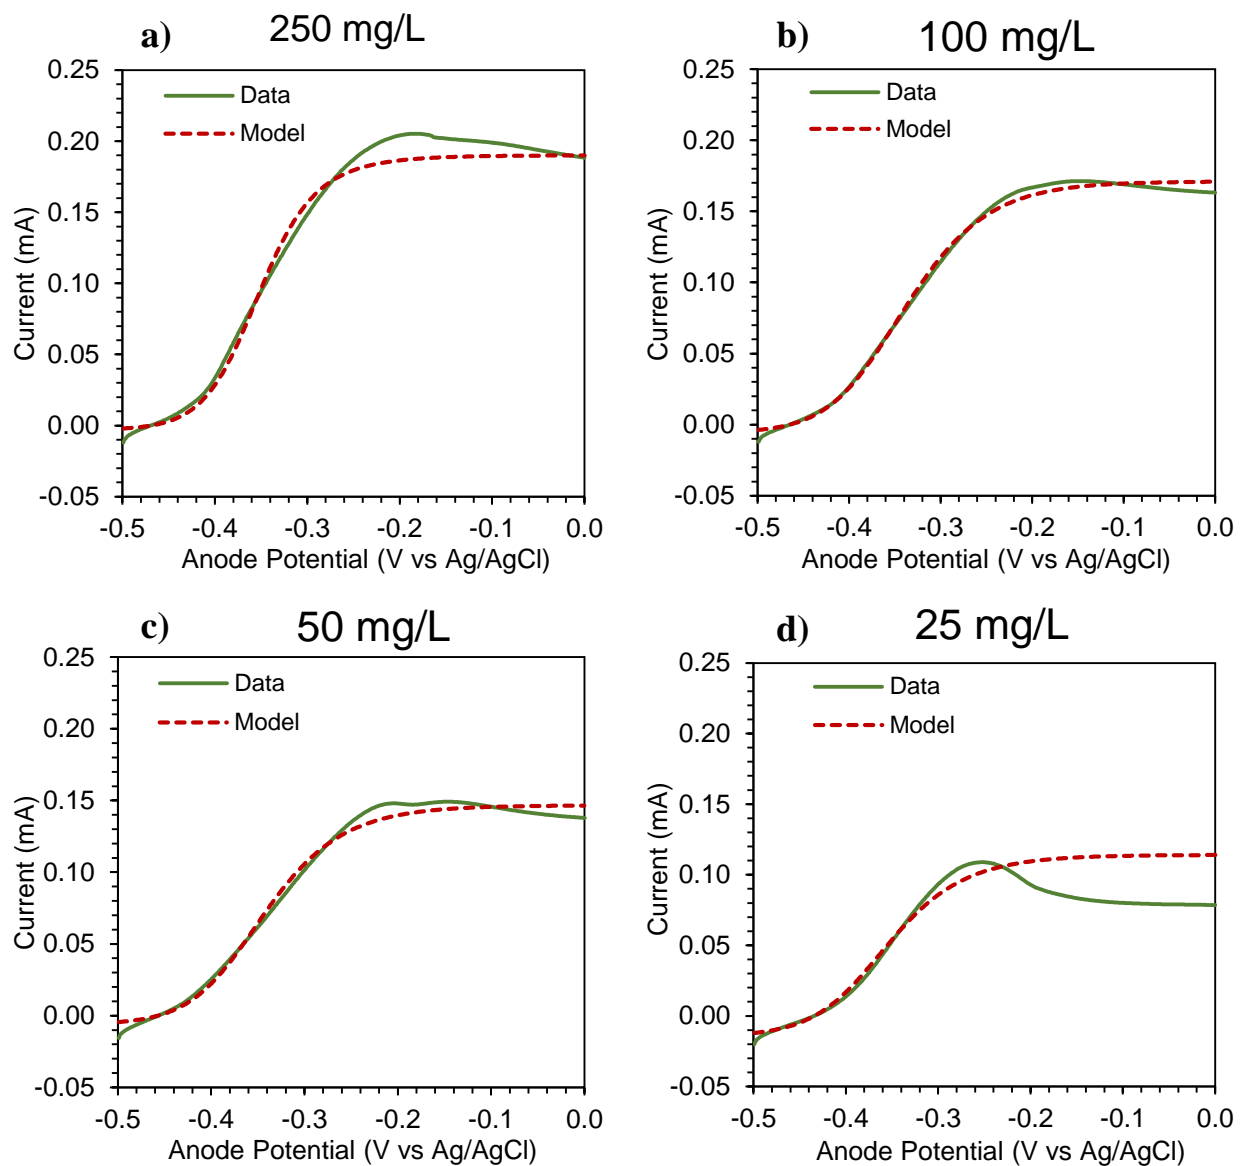 a) 250 mg/L
0.25
0.20
0.15
0.10
0.05
0.00
-0.05
Current (mA)
Data
Model
-0.5 -0.4 -0.3 -0.2 -0.1 0.0
Anode Potential (V vs Ag/AgCl)
b) 100 mg/L
0.25
0.20
0.15
0.10
0.05
0.00
-0.05
Current (mA)
Data
Model
-0.5 -0.4 -0.3 -0.2 -0.1 0.0
Anode Potential (V vs Ag/AgCl)
c) 50 mg/L
0.25
0.20
0.15
0.10
0.05
0.00
-0.05
Current (mA)
Data
Model
-0.5 -0.4 -0.3 -0.2 -0.1 0.0
Anode Potential (V vs Ag/AgCl)
d) 25 mg/L
0.25
0.20
0.15
0.10
0.05
0.00
-0.05
Current (mA)
Data
Model
-0.5 -0.4 -0.3 -0.2 -0.1 0.0
Anode Potential (V vs Ag/AgCl)